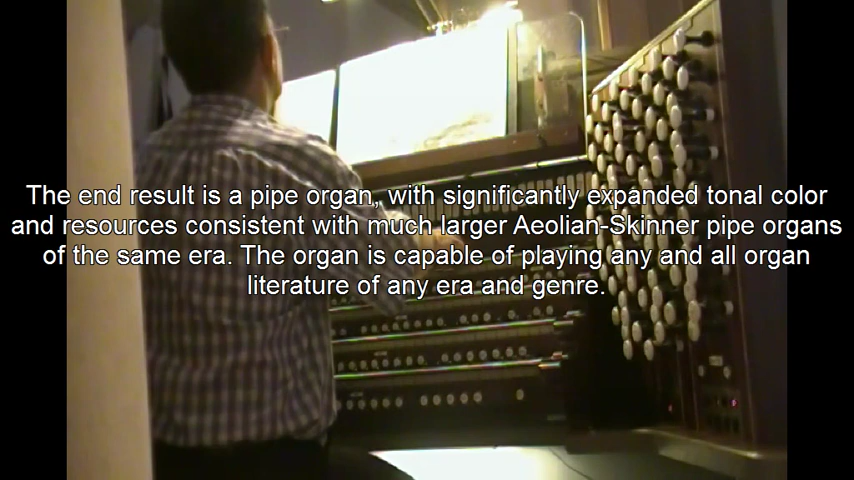 The end result is a pipe organ, with significantly expanded tonal color
and resources consistent with much larger Aeolian-Skinner pipe organs
of the same era. The organ is capable of playing any and all organ
literature of any era and genre.